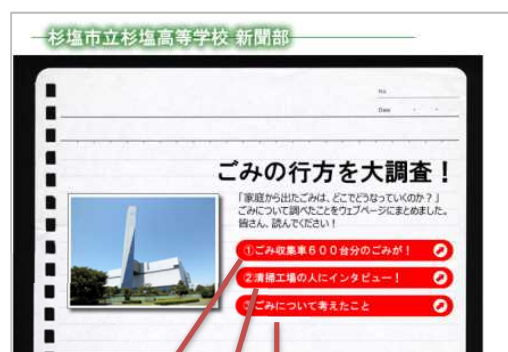 杉塩市立杉塩高等学校 新聞部
No.
Date
ごみの行方を大調査！
「家庭から出たごみは、どこでどうなっていくのか？」
ごみについて調べたことをウェブページにまとめました。
皆さん、読んでください！
①ごみ収集車６００台分のごみが！
②清掃工場の人にインタビュー！
③ごみについて考えたこと